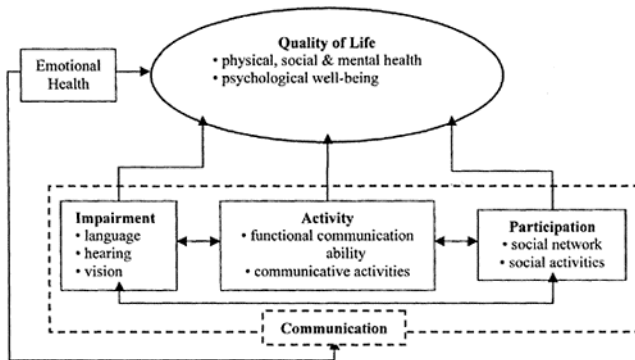 Quality of Life
• physical, social & mental health
• psychological well-being
Emotional
Health
Impairment
• language
• hearing
• vision
Activity
• functional communication
ability
• communicative activities
Participation
• social network
• social activities
Communication